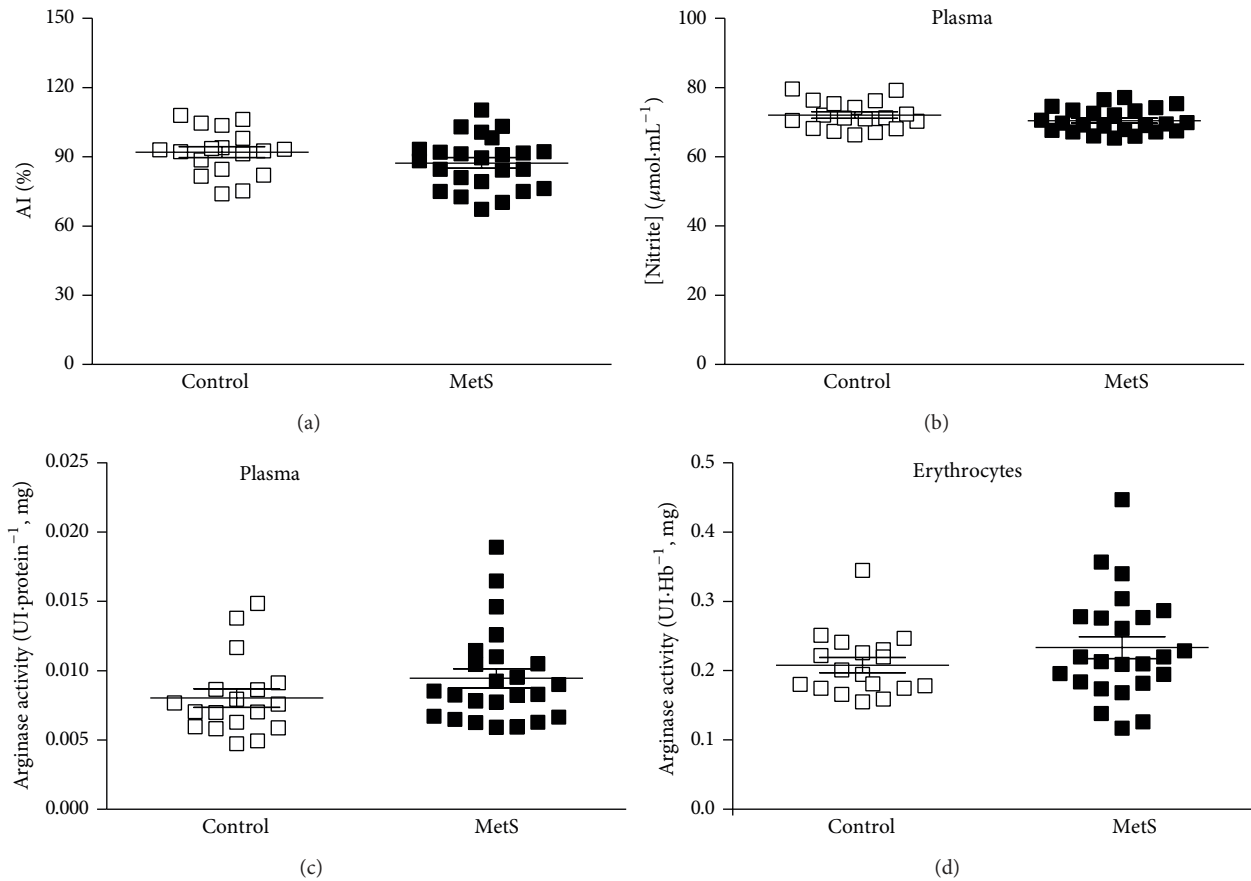 150
120
90
60
30
0
AI (%)
Control
MetS
(a)
Plasma
100
80
60
40
20
0
[Nitrite] (μmol·mL⁻¹)
Control
MetS
(b)
Plasma
0.025
0.020
0.015
0.010
0.005
0.000
Arginase activity (UI·protein⁻¹, mg)
Control
MetS
(c)
Erythrocytes
0.5
0.4
0.3
0.2
0.1
0.0
Arginase activity (UI·Hb⁻¹, mg)
Control
MetS
(d)